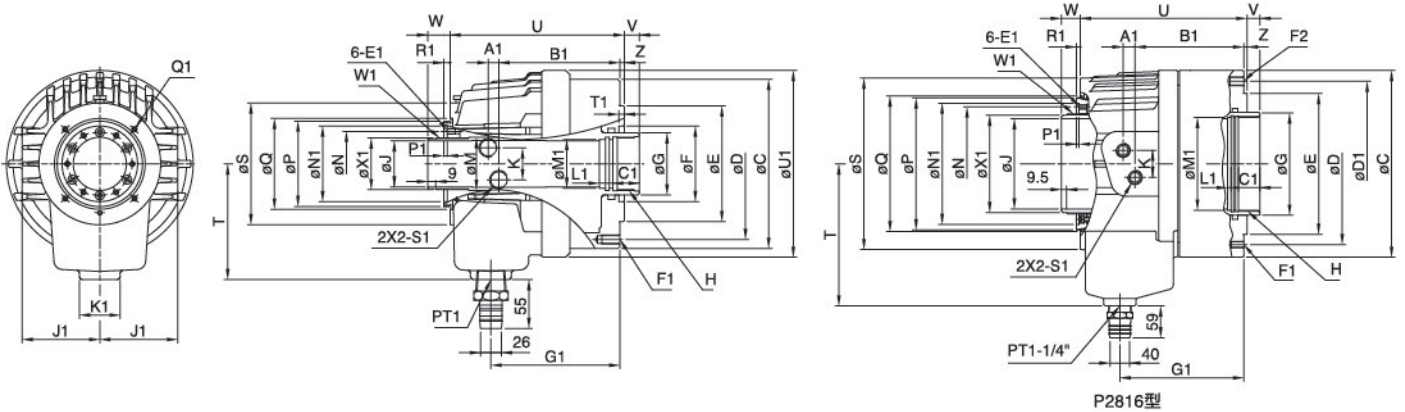 Q1
K1
J1
J1
W
U
V
R1
A1
B1
Z
6-E1
W1
T1
øS
øQ
øP
øN1
øN
øX1
øJ
P1
9
øM
K
øM1
L1
C1
øG
øF
øE
øD
øC
øU1
T
2X2-S1
F1
H
PT1
55
26
G1
W
U
V
R1
A1
B1
Z
6-E1
F2
W1
øS
øQ
øP
øN1
øN
øX1
øJ
P1
9.5
K
øM1
L1
C1
øG
øE
øD
øD1
øC
T
2X2-S1
F1
H
PT1-1/4"
59
40
G1
P2816型